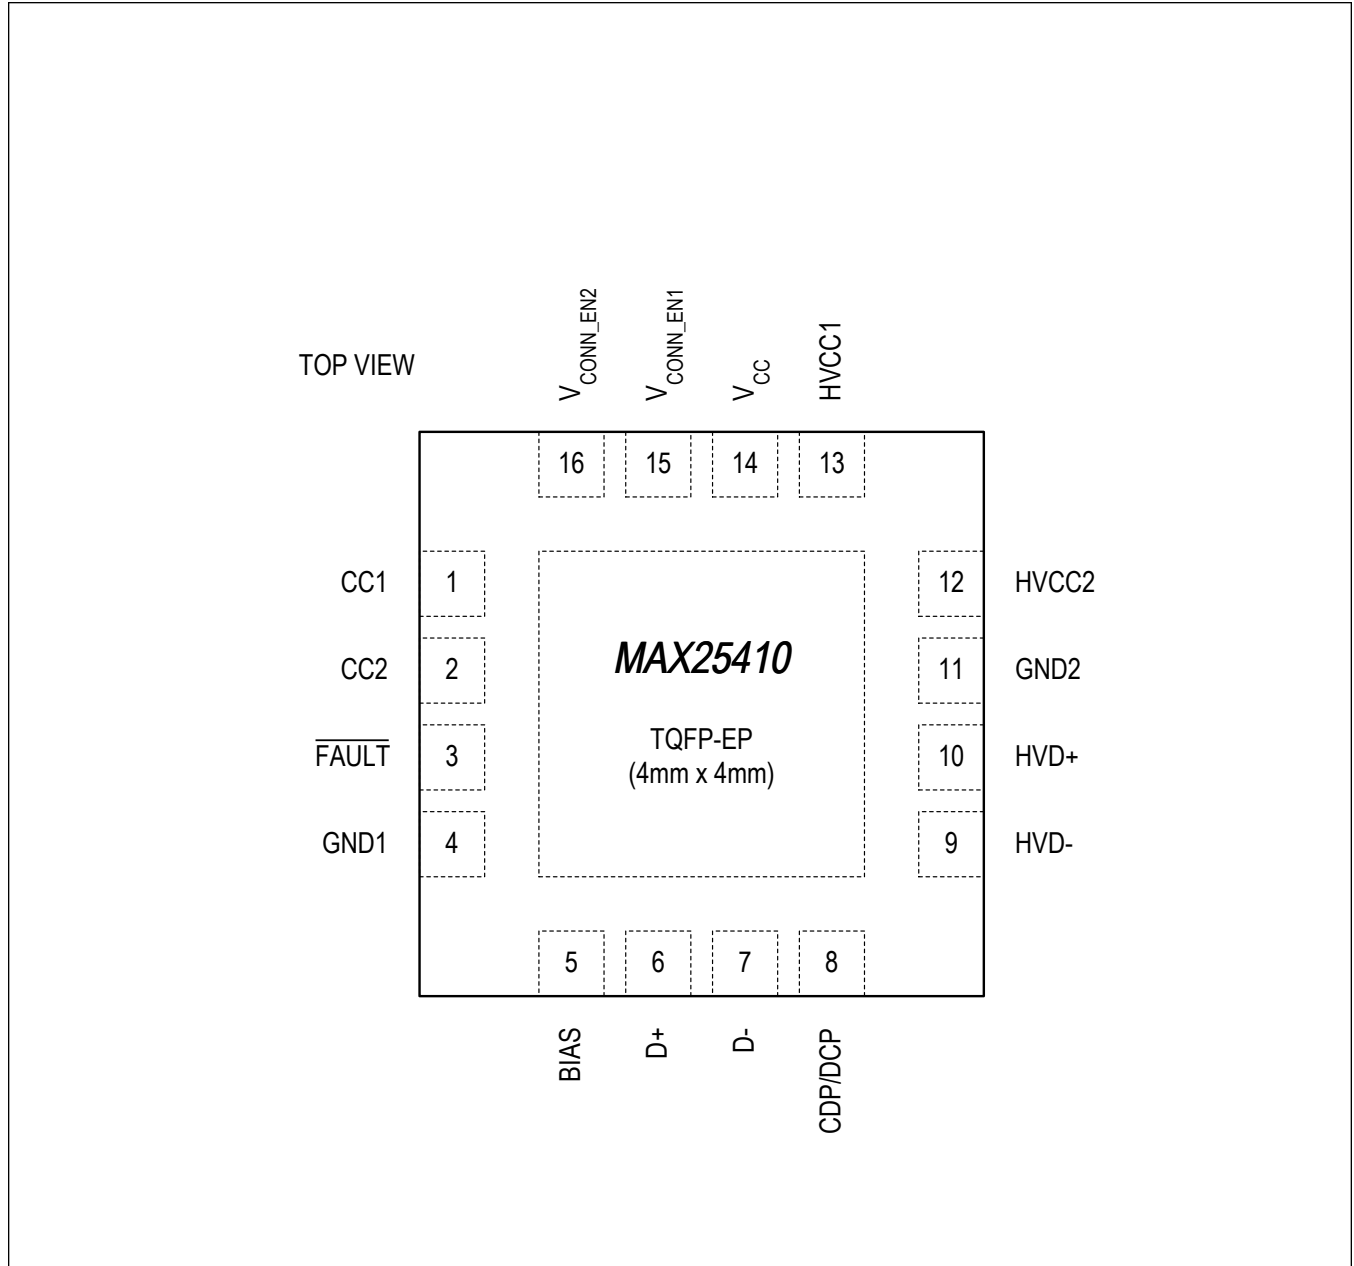 TOP VIEW
VCONN_EN2
VCONN_EN1
VCC
HVCC1
16
15
14
13
CC1
1
CC2
2
FAULT
3
GND1
4
MAX25410
TQFP-EP
(4mm x 4mm)
12
HVCC2
11
GND2
10
HVD+
9
HVD-
5
6
7
8
BIAS
D+
D-
CDP/DCP